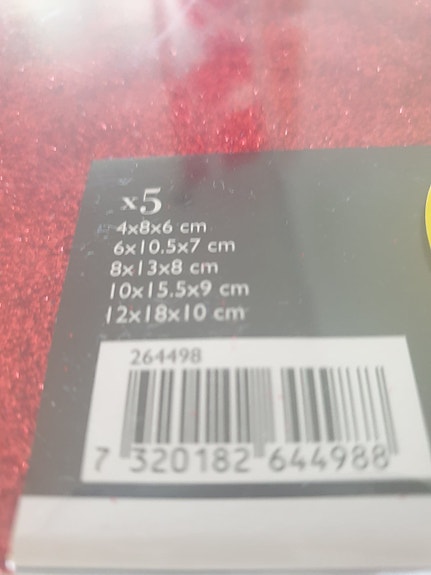 x5
4x8x6 cm
6x10.5x7 cm
8x13x8 cm
10x15.5x9 cm
12x18x10 cm
264498
7 320182 644988